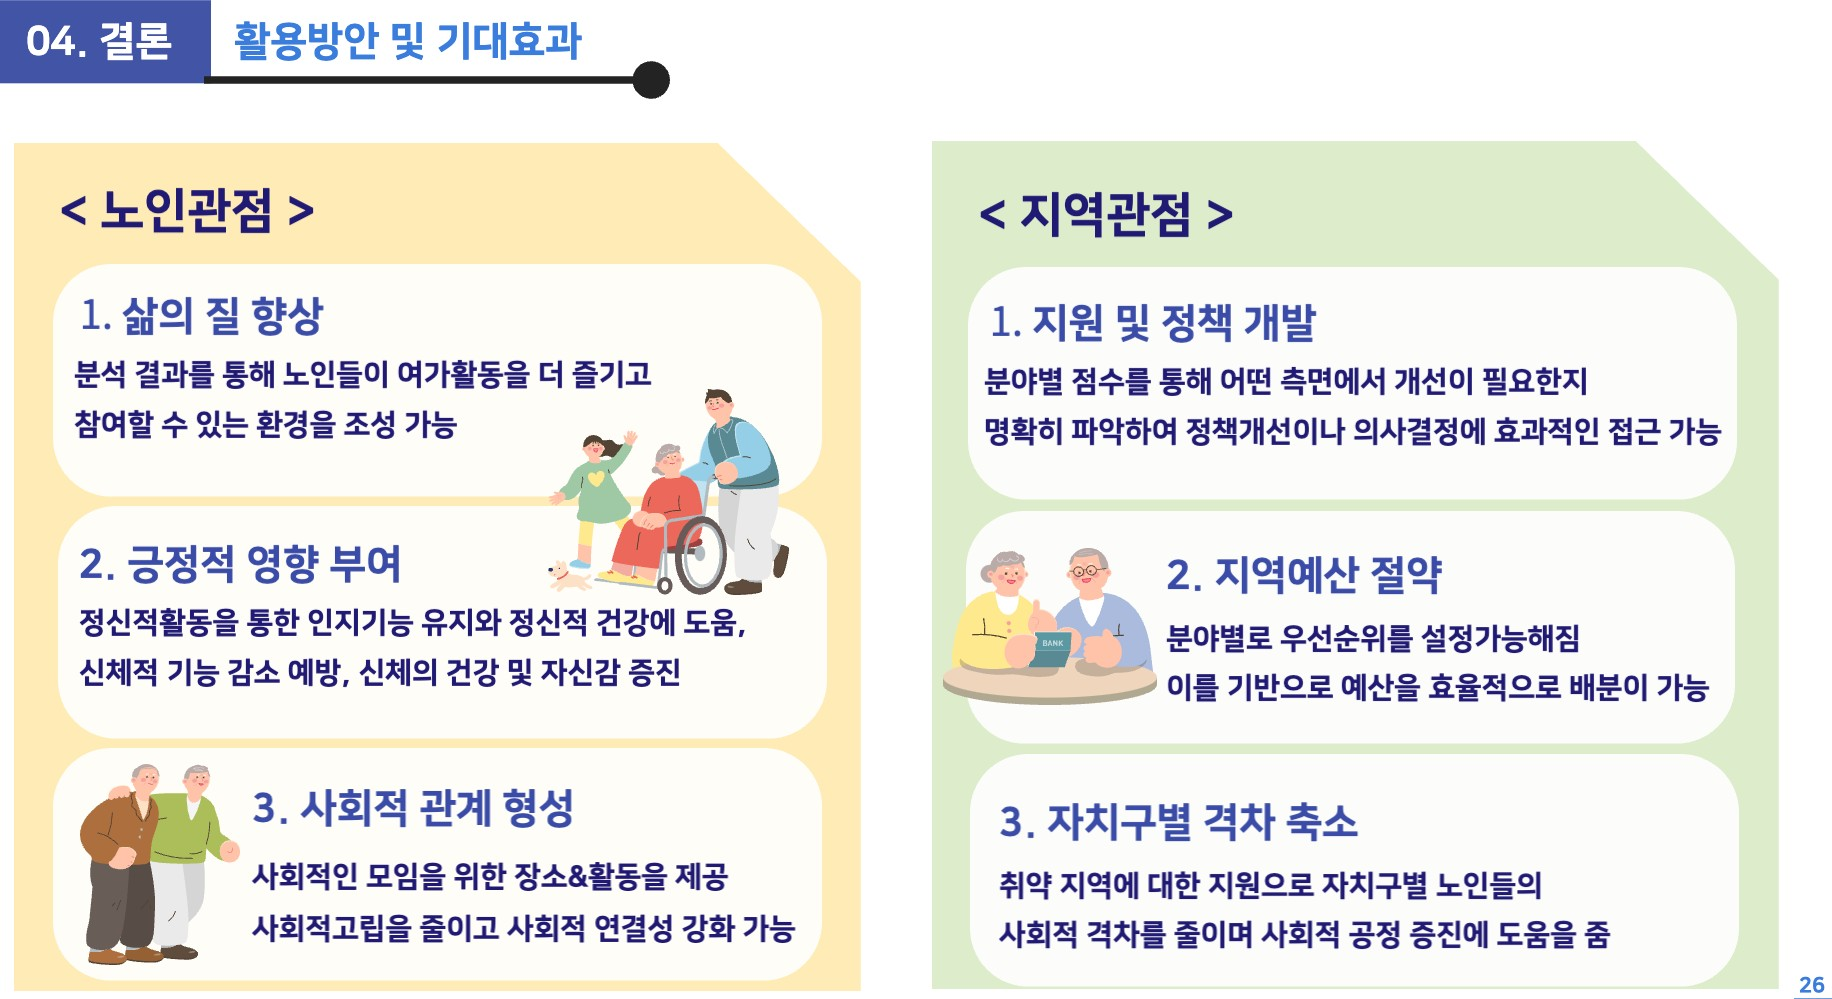 04. 결론
활용방안 및 기대효과
< 노인관점 >
1. 삶의 질 향상
분석 결과를 통해 노인들이 여가활동을 더 즐기고
참여할 수 있는 환경을 조성 가능
2. 긍정적 영향 부여
정신적활동을 통한 인지기능 유지와 정신적 건강에 도움,
신체적 기능 감소 예방, 신체의 건강 및 자신감 증진
3. 사회적 관계 형성
사회적인 모임을 위한 장소&활동을 제공
사회적고립을 줄이고 사회적 연결성 강화 가능
< 지역관점 >
1. 지원 및 정책 개발
분야별 점수를 통해 어떤 측면에서 개선이 필요한지
명확히 파악하여 정책개선이나 의사결정에 효과적인 접근 가능
BANK
2. 지역예산 절약
분야별로 우선순위를 설정가능해짐
이를 기반으로 예산을 효율적으로 배분이 가능
3. 자치구별 격차 축소
취약 지역에 대한 지원으로 자치구별 노인들의
사회적 격차를 줄이며 사회적 공정 증진에 도움을 줌
26